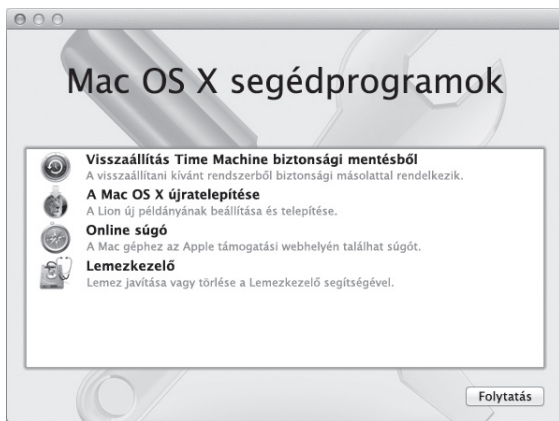 Mac OS X segédprogramok
Visszaállítás Time Machine biztonsági mentésből
A visszaállítani kívánt rendszerből biztonsági másolattal rendelkezik.
A Mac OS X újratelepítése
A Lion új példányának beállítása és telepítése.
Online súgó
A Mac géphez az Apple támogatási webhelyén találhat súgót.
Lemezkezelő
Lemez javítása vagy törlése a Lemezkezelő segítségével.
Folytatás